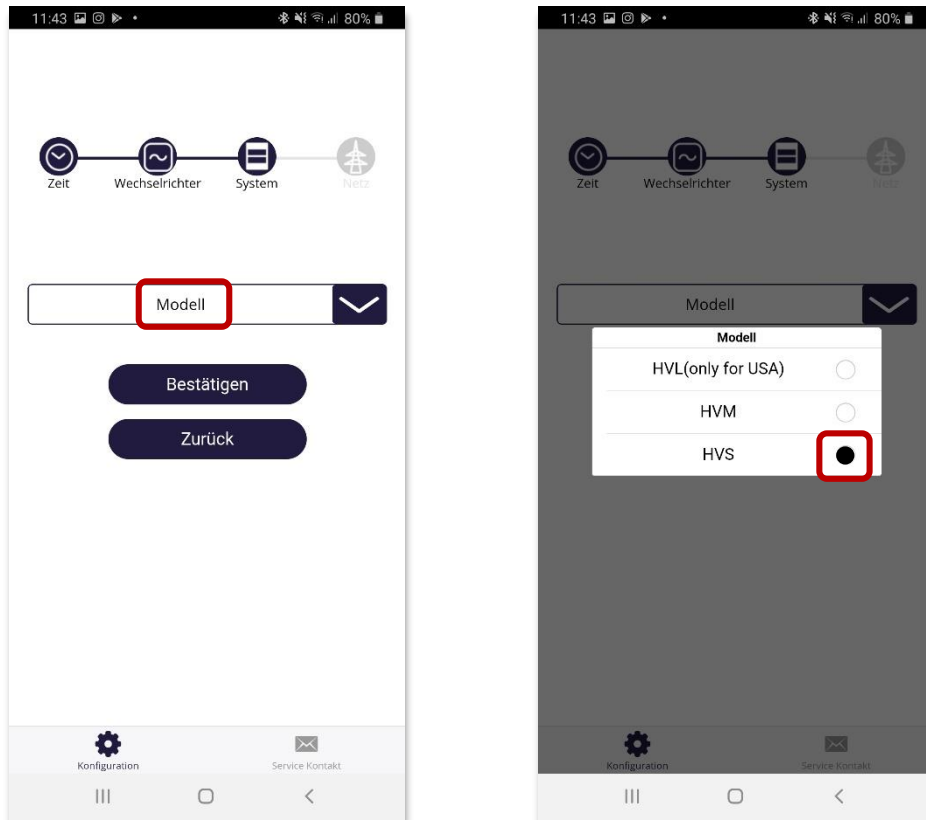 11:43
80%
Zeit
Wechselrichter
System
Netz
Modell
Bestätigen
Zurück
Konfiguration
Service Kontakt
11:43
80%
Zeit
Wechselrichter
System
Netz
Modell
Modell
HVL(only for USA)
HVM
HVS
Konfiguration
Service Kontakt